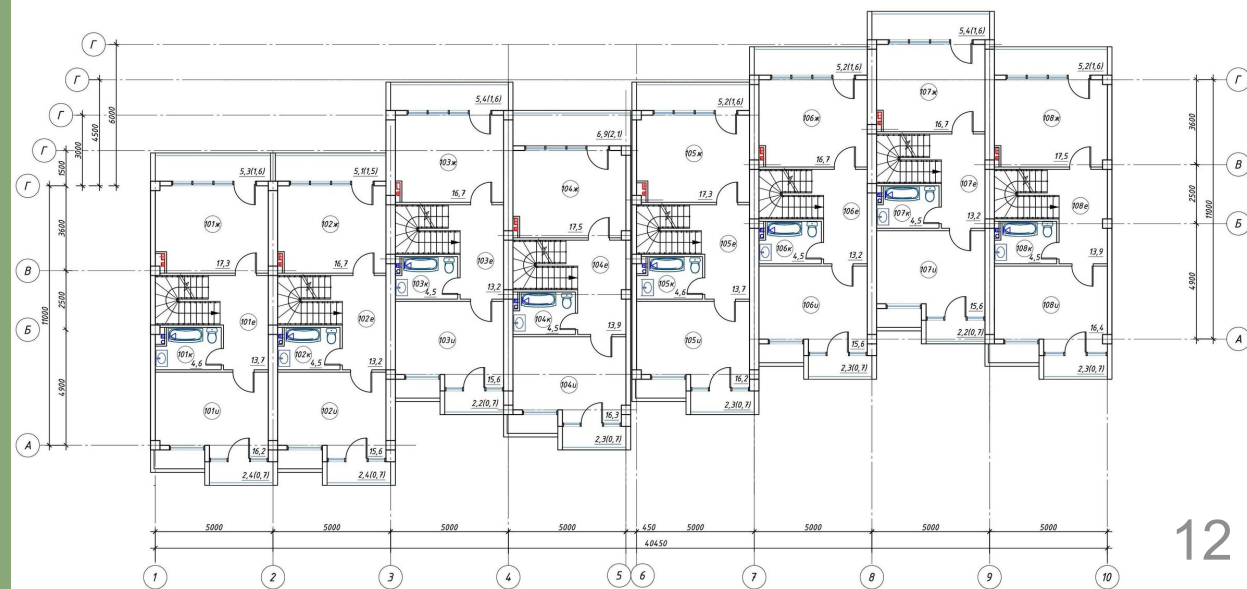 Г
5,4(1,6)
Г
5,2(1,6)
5,2(1,6)
Г
6000
4500
3000
1500
5,4(1,6)
5,2(1,6)
107ж
106ж
108ж
3600
Г
6,9(2,1)
16,7
Г
103ж
104ж
105ж
16,7
17,5
В
Г
5,3(1,6)
5,1(1,5)
16,7
17,3
107е
107к
4,5
13,2
106е
108е
2500
11000
3600
101ж
102ж
17,5
103е
104е
105е
106к
4,5
13,2
108к
4,5
13,9
Б
В
17,3
16,7
103к
4,5
13,2
105к
4,6
13,7
107и
4900
11000
2500
101е
102е
104к
4,5
13,9
106и
15,6
2,2(0,7)
108и
16,4
Б
101к
4,6
13,7
102к
4,5
13,2
103и
105и
15,6
2,3(0,7)
2,3(0,7)
А
4900
101и
102и
15,6
2,2(0,7)
104и
16,3
16,2
2,3(0,7)
А
16,2
15,6
2,3(0,7)
2,4(0,7)
2,4(0,7)
5000
5000
5000
5000
450
5000
5000
5000
5000
40450
12
1
2
3
4
5
6
7
8
9
10